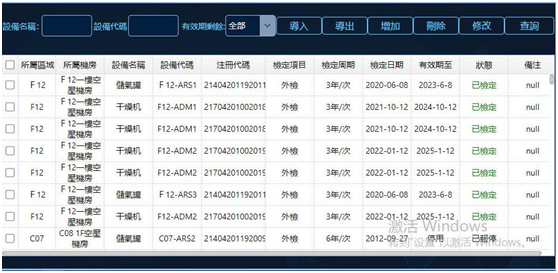 設備名稱: 設備代碼 有效期剩餘: 全部 導入 導出 增加 刪除 修改 查詢
所屬區域 所屬機房 設備名稱 設備代碼 注冊代碼 檢定項目 檢定周期 檢定日期 有效期至 狀態 備注
F 12 F 12一樓空壓機房 儲氣罐 F 12-ARS1 21404201192011 外檢 3年/次 2020-06-08 2023-6-8 已檢定 null
F12 F 12一樓空壓機房 干燥机 F12-ADM1 21704201002018 外檢 3年/次 2021-10-12 2024-10-12 已檢定 null
F12 F 12一樓空壓機房 干燥机 F12-ADM1 21704201002018 外檢 3年/次 2021-10-12 2024-10-12 已檢定 null
F12 F 12一樓空壓機房 干燥机 F12-ADM2 21704201002019 外檢 3年/次 2022-01-12 2025-1-12 已檢定 null
F12 F 12一樓空壓機房 干燥机 F12-ADM2 21704201002019 外檢 3年/次 2022-01-12 2025-1-12 已檢定 null
F 12 F 12一樓空壓機房 儲氣罐 F 12-ARS3 21404201192011 外檢 3年/次 2020-06-08 2023-6-8 已檢定 null
F12 F 12一樓空壓機房 干燥机 F12-ADM2 21704201002019 外檢 3年/次 2022-01-12 2025-1-12 已檢定 null
C07 C08 1F空壓機房 儲氣罐 C07-ARS2 21704201192009 外檢 6年/次 2012-09-27 停用 已報停 null
激活 Windows
转到"设置"以激活 Windows。